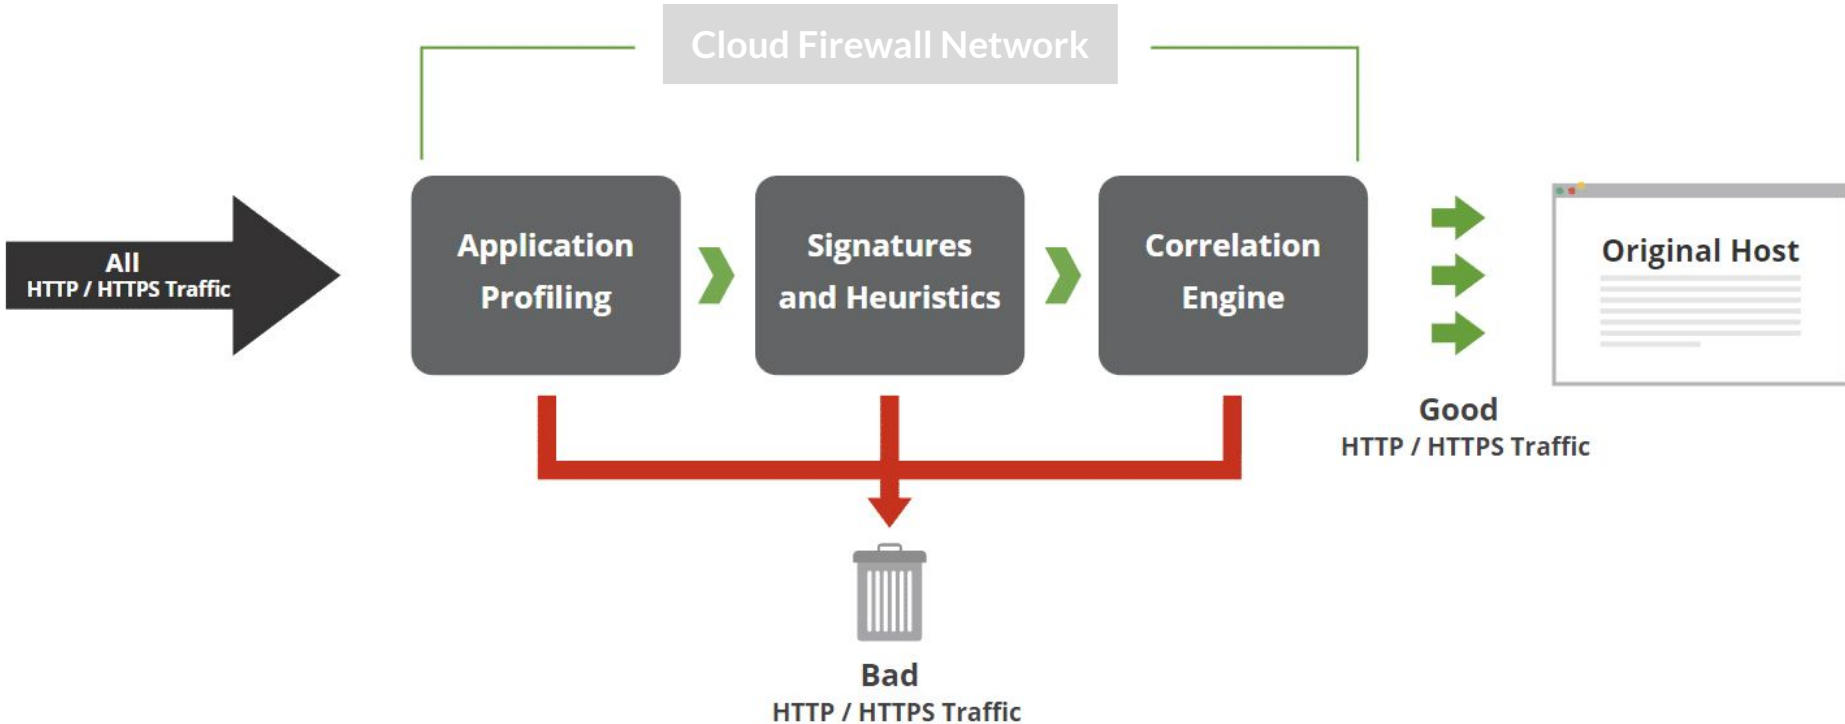 Cloud Firewall Network
All
HTTP / HTTPS Traffic
Application
Profiling
Signatures
and Heuristics
Correlation
Engine
Original Host
Good
HTTP / HTTPS Traffic
Bad
HTTP / HTTPS Traffic